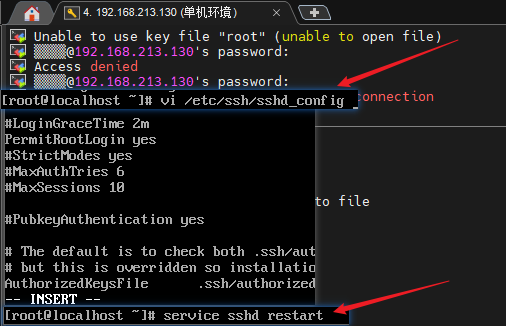 4. 192.168.213.130 (单机环境)
Unable to use key file "root" (unable to open file)
@192.168.213.130's password:
Access denied
@192.168.213.130's password:
connection
[root@localhost ~]# vi /etc/ssh/sshd_config
#LoginGraceTime 2m
PermitRootLogin yes
#StrictModes yes
#MaxAuthTries 6
#MaxSessions 10
to file
#PubkeyAuthentication yes
# The default is to check both .ssh/aut
# but this is overridden so installatio
AuthorizedKeysFile .ssh/authorized
-- INSERT --
[root@localhost ~]# service sshd restart